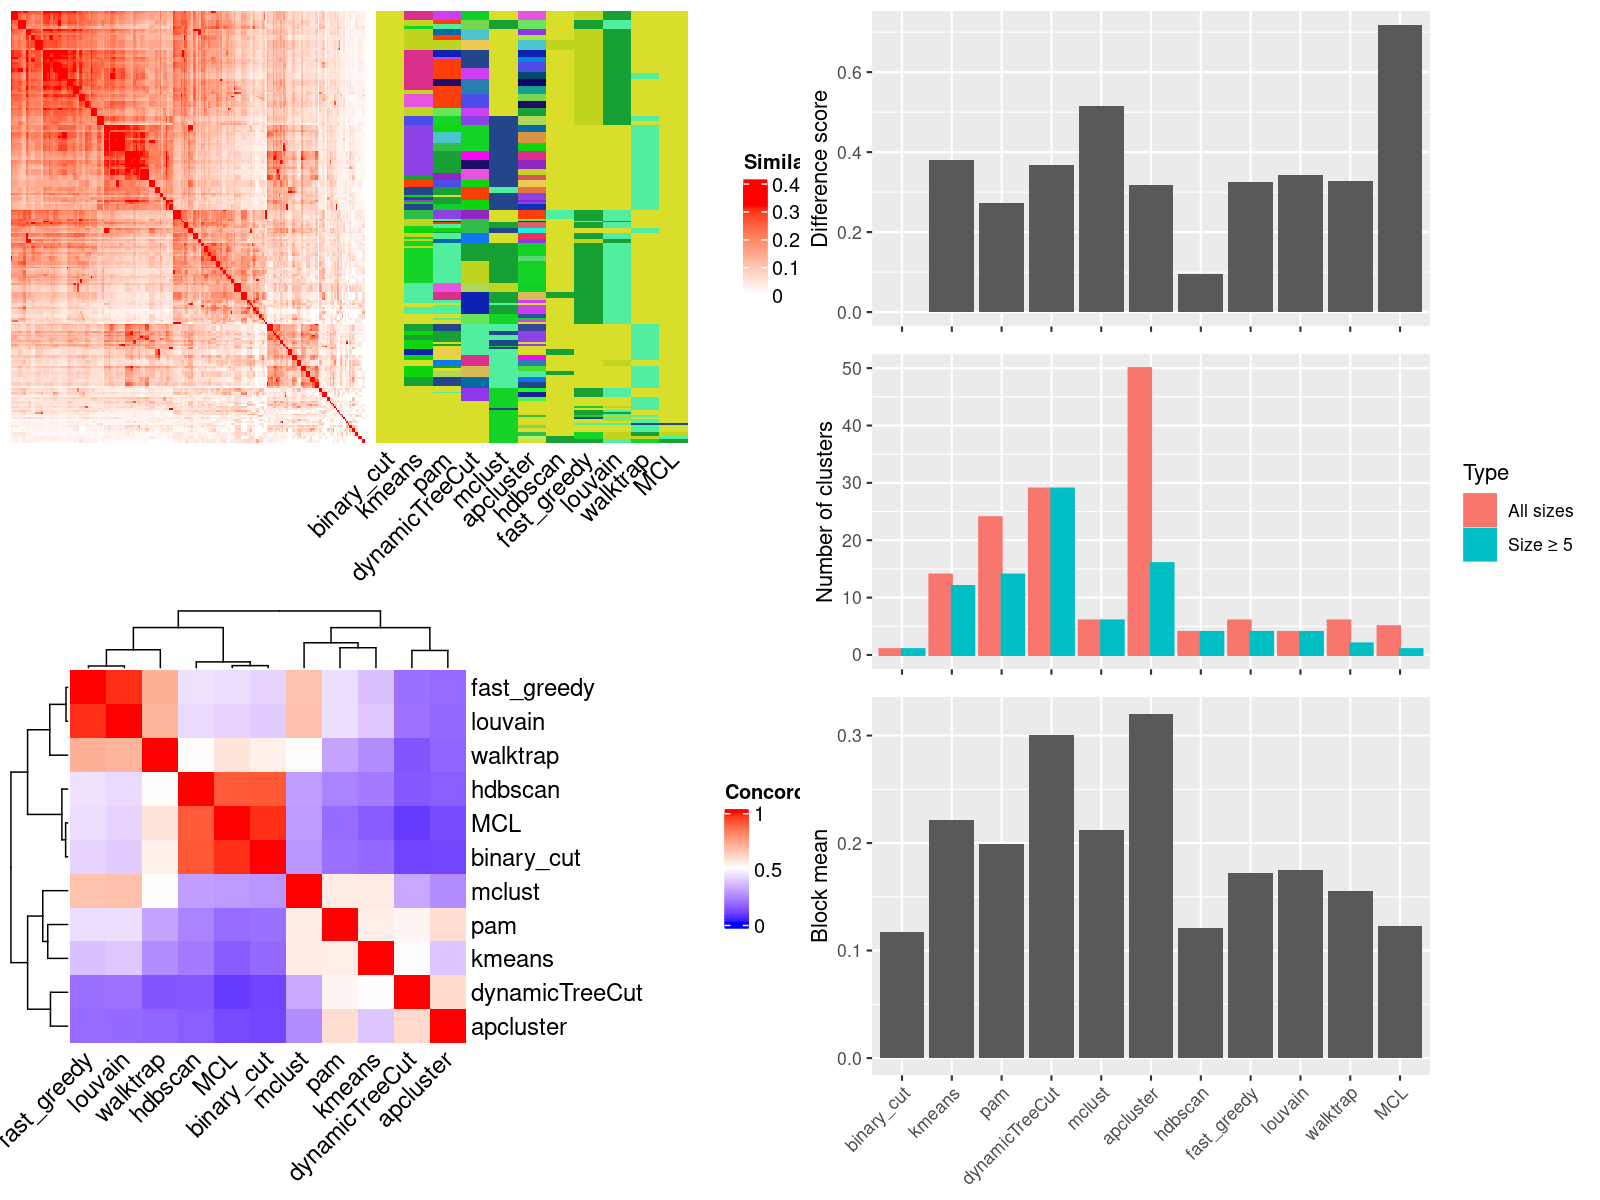 Simila
0.4
0.3
0.2
0.1
0
binary_cut
kmeans
pam
dynamicTreeCut
mclust
apcluster
hdbscan
fast_greedy
louvain
walktrap
MCL
Difference score
0.6
0.4
0.2
0.0
Number of clusters
50
40
30
20
10
0
Type
All sizes
Size ≥ 5
fast_greedy
louvain
walktrap
hdbscan
MCL
binary_cut
mclust
pam
kmeans
dynamicTreeCut
apcluster
Concord
1
0.5
0
fast_greedy
louvain
walktrap
hdbscan
MCL
binary_cut
mclust
pam
kmeans
dynamicTreeCut
apcluster
Block mean
0.3
0.2
0.1
0.0
binary_cut
kmeans
pam
dynamicTreeCut
mclust
apcluster
hdbscan
fast_greedy
louvain
walktrap
MCL